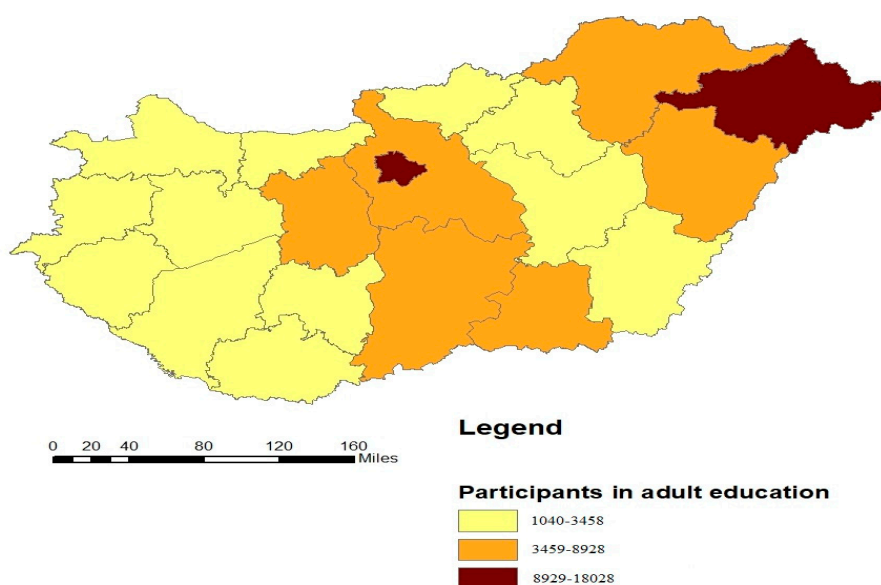 Legend
0 20 40 80 120 160
Miles
Participants in adult education
1040-3458
3459-8928
8929-18028